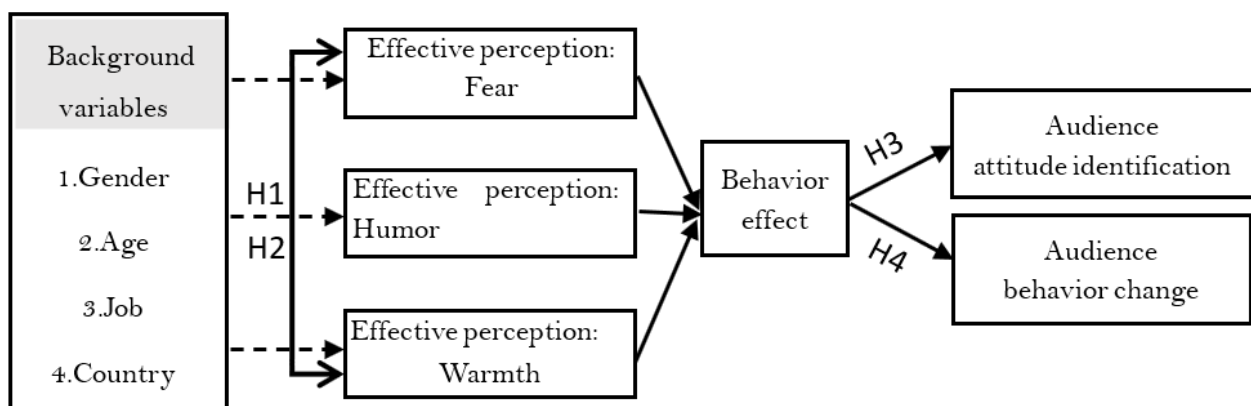 Background
variables
1.Gender
2.Age
3.Job
4.Country
H1
H2
Effective perception:
Fear
Effective perception:
Humor
Effective perception:
Warmth
Behavior
effect
H3
H4
Audience
attitude identification
Audience
behavior change